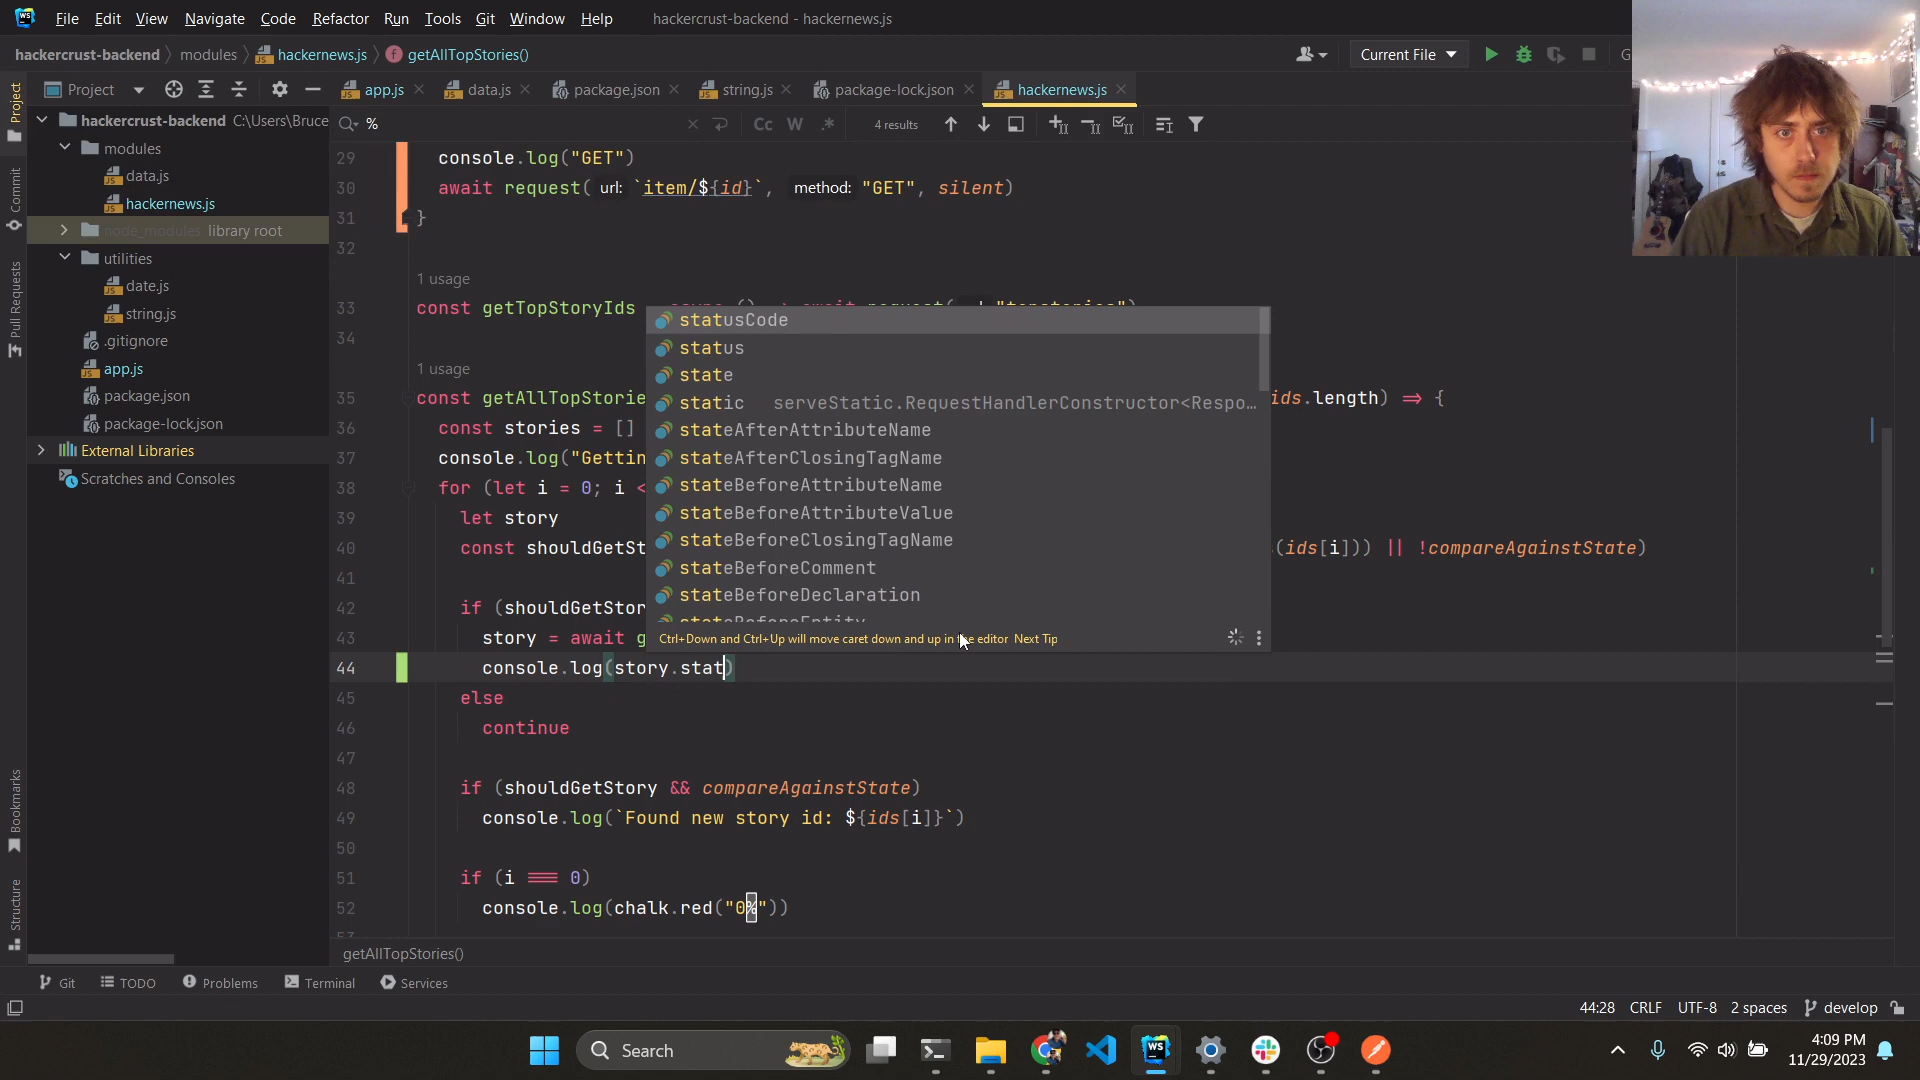 WS File Edit View Navigate Code Refactor Run Tools Git Window Help hackercrust-backend - hackernews.js
hackercrust-backend modules hackernews.js getAllTopStories() Current File G
Project app.js data.js package.json string.js package-lock.json hackernews.js
% Cc W .* 4 results
hackercrust-backend C:\Users\Bruce
modules
data.js
hackernews.js
node_modules library root
utilities
date.js
string.js
.gitignore
app.js
package.json
package-lock.json
External Libraries
Scratches and Consoles
Project
Commit
Pull Requests
Bookmarks
Structure
29 console.log("GET")
30 await request( url: `item/${id}`, method: "GET", silent)
31 }
32
1 usage
33 const getTopStoryIds
34
1 usage
35 const getAllTopStorie ids.length) => {
36 const stories = []
37 console.log("Gettin
38 for (let i = 0; i <
39 let story
40 const shouldGetSt (ids[i])) || !compareAgainstState)
41
42 if (shouldGetStor
43 story = await g
44 console.log(story.stat)
45 else
46 continue
47
48 if (shouldGetStory && compareAgainstState)
49 console.log(`Found new story id: ${ids[i]}`)
50
51 if (i === 0)
52 console.log(chalk.red("0%"))
statusCode
status
state
static serveStatic.RequestHandlerConstructor<Respo…
stateAfterAttributeName
stateAfterClosingTagName
stateBeforeAttributeName
stateBeforeAttributeValue
stateBeforeClosingTagName
stateBeforeComment
stateBeforeDeclaration
stateBeforeEntity
Ctrl+Down and Ctrl+Up will move caret down and up in the editor Next Tip
getAllTopStories()
Git TODO Problems Terminal Services
44:28 CRLF UTF-8 2 spaces develop
Search
4:09 PM
11/29/2023